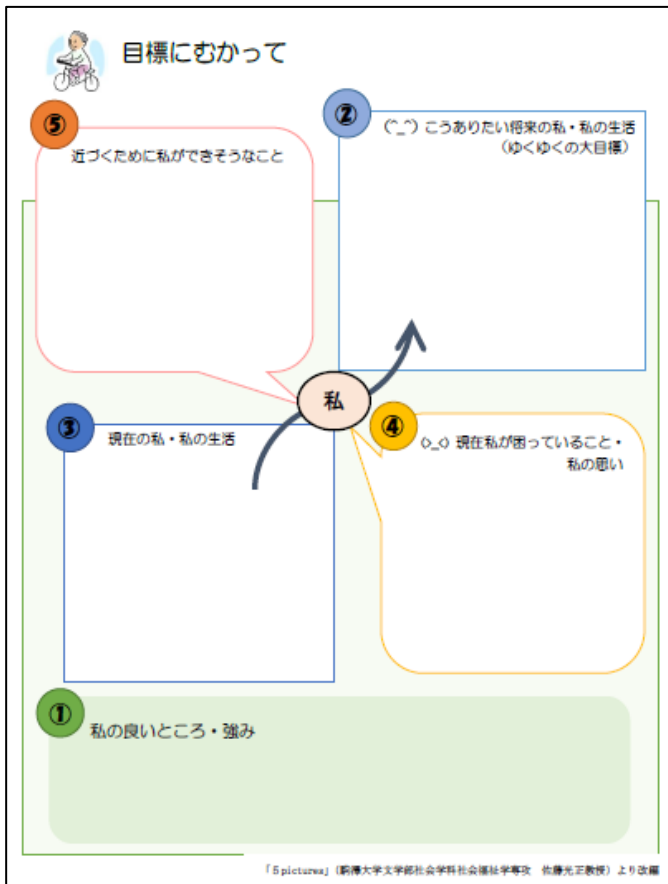 目標にむかって
⑤
近づくために私ができそうなこと
②
(^_^) こうありたい将来の私・私の生活
(ゆくゆくの大目標)
私
③
現在の私・私の生活
④
(>_<) 現在私が困っていること・
私の思い
①
私の良いところ・強み
「5pictures」(駒澤大学文学部社会学科社会福祉学専攻 佐藤光正教授)より改編